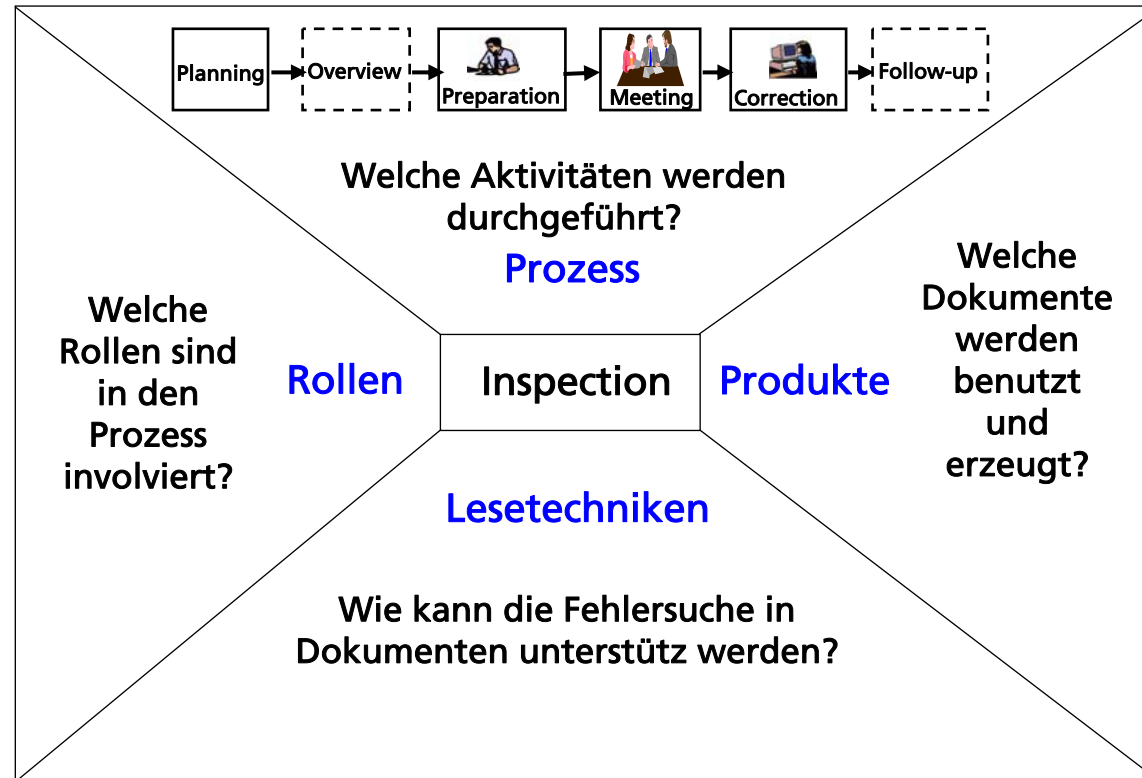 Planning
Overview
Preparation
Meeting
Correction
Follow-up
Welche Aktivitäten werden
durchgeführt?
Prozess
Welche
Rollen sind
in den
Prozess
involviert?
Rollen
Inspection
Produkte
Welche
Dokumente
werden
benutzt
und
erzeugt?
Lesetechniken
Wie kann die Fehlersuche in
Dokumenten unterstütz werden?